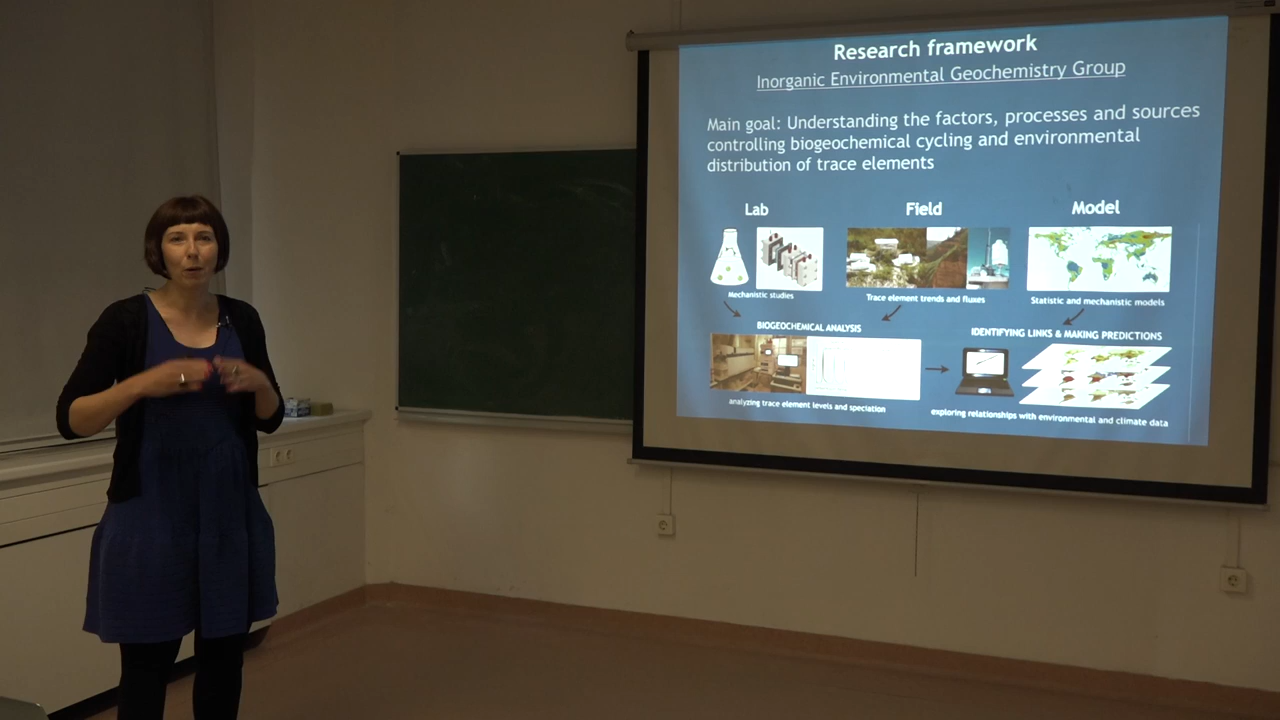 Research framework
Inorganic Environmental Geochemistry Group
Main goal: Understanding the factors, processes and sources
controlling biogeochemical cycling and environmental
distribution of trace elements
Lab
Field
Model
Mechanistic studies
Trace element trends and fluxes
Statistic and mechanistic models
BIOGEOCHEMICAL ANALYSIS
IDENTIFYING LINKS & MAKING PREDICTIONS
analyzing trace element levels and speciation
exploring relationships with environmental and climate data